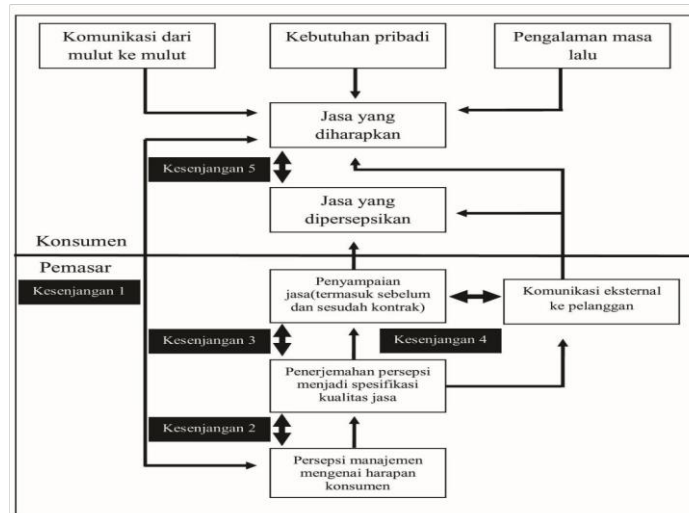 Komunikasi dari
mulut ke mulut
Kebutuhan pribadi
Pengalaman masa
lalu
Jasa yang
diharapkan
Kesenjangan 5
Jasa yang
dipersepsikan
Konsumen
Pemasar
Kesenjangan 1
Penyampaian
jasa(termasuk sebelum
dan sesudah kontrak)
Komunikasi eksternal
ke pelanggan
Kesenjangan 3
Kesenjangan 4
Penerjemahan persepsi
menjadi spesifikasi
kualitas jasa
Kesenjangan 2
Persepsi manajemen
mengenai harapan
konsumen